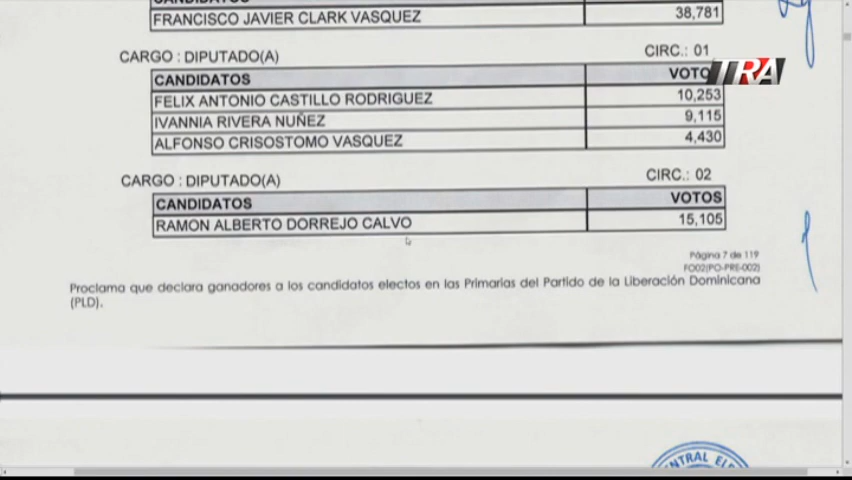 FRANCISCO JAVIER CLARK VASQUEZ 38,781
CARGO : DIPUTADO(A) CIRC.: 01
CANDIDATOS
TRA
FELIX ANTONIO CASTILLO RODRIGUEZ 10,253
IVANNIA RIVERA NUÑEZ 9,115
ALFONSO CRISOSTOMO VASQUEZ 4,430
CARGO : DIPUTADO(A) CIRC.: 02
CANDIDATOS VOTOS
RAMON ALBERTO DORREJO CALVO 15,105
Página 7 de 119
FO02(PO-PRE-002)
Proclama que declara ganadores a los candidatos electos en las Primarias del Partido de la Liberación Dominicana
(PLD).